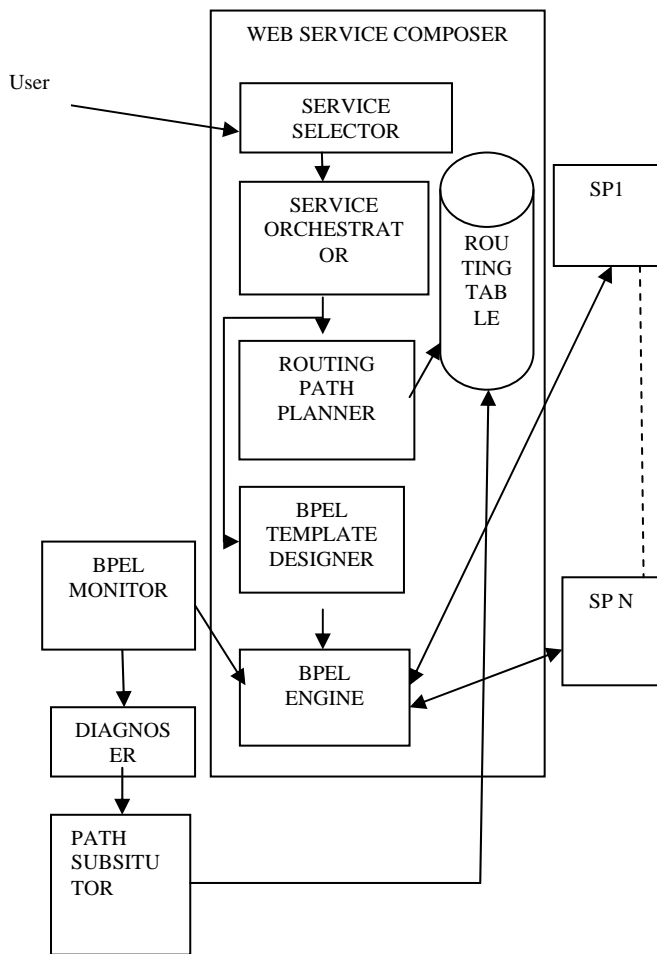 WEB SERVICE COMPOSER
User
SERVICE
SELECTOR
SERVICE
ORCHESTRAT
OR
ROU
TING
TAB
LE
SP1
ROUTING
PATH
PLANNER
BPEL
TEMPLATE
DESIGNER
BPEL
MONITOR
SP N
BPEL
ENGINE
DIAGNOS
ER
PATH
SUBSITU
TOR